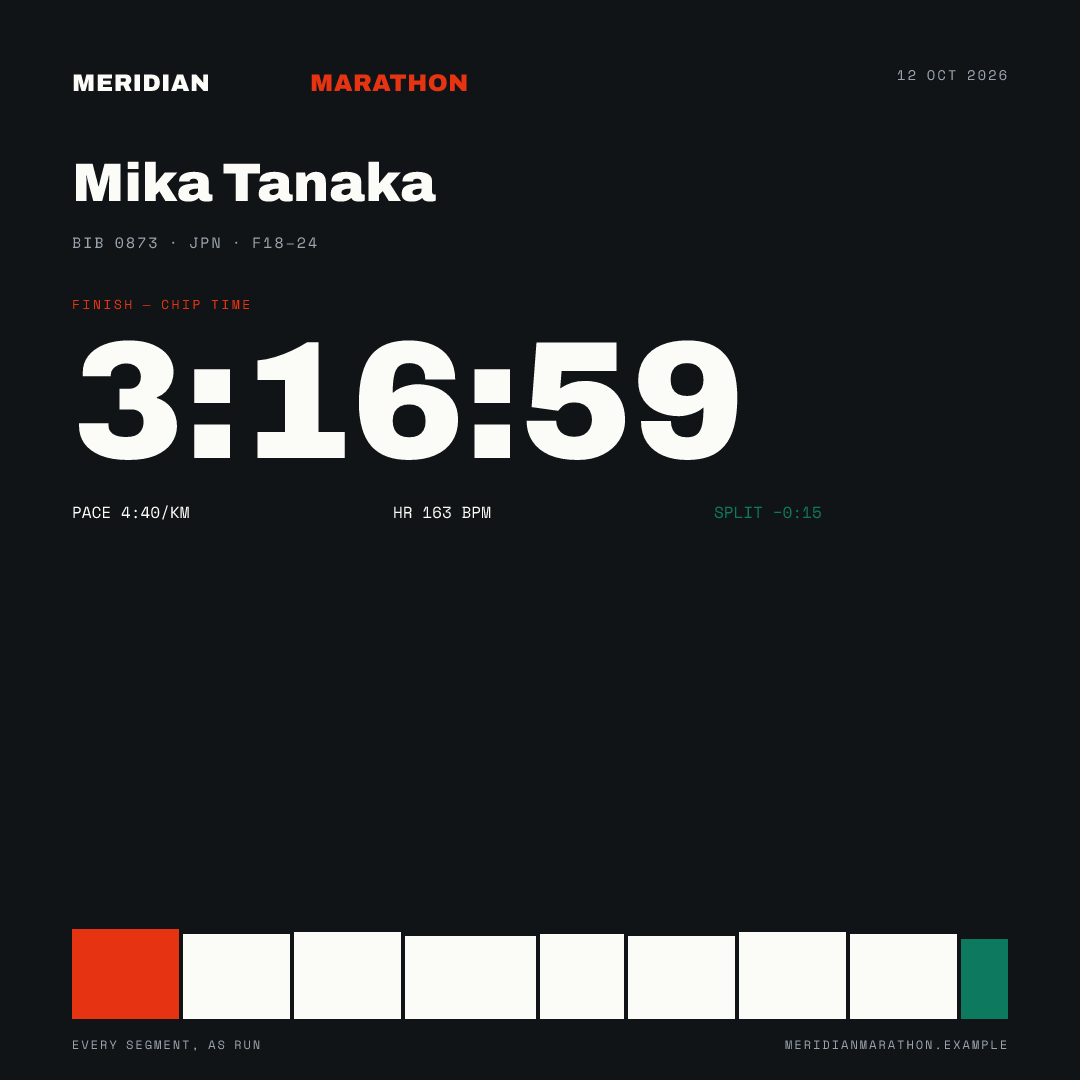 MERIDIAN MARATHON
12 OCT 2026
Mika Tanaka
BIB 0873 · JPN · F18–24
FINISH — CHIP TIME
3:16:59
PACE 4:40/KM
HR 163 BPM
SPLIT −0:15
EVERY SEGMENT, AS RUN
MERIDIANMARATHON.EXAMPLE